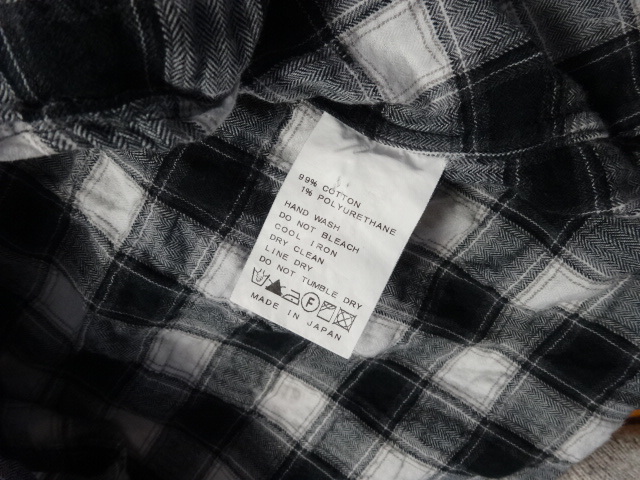 99% COTTON
1% POLYURETHANE
HAND WASH
DO NOT BLEACH
COOL IRON
DRY CLEAN
LINE DRY
DO NOT TUMBLE DRY
F
MADE IN JAPAN